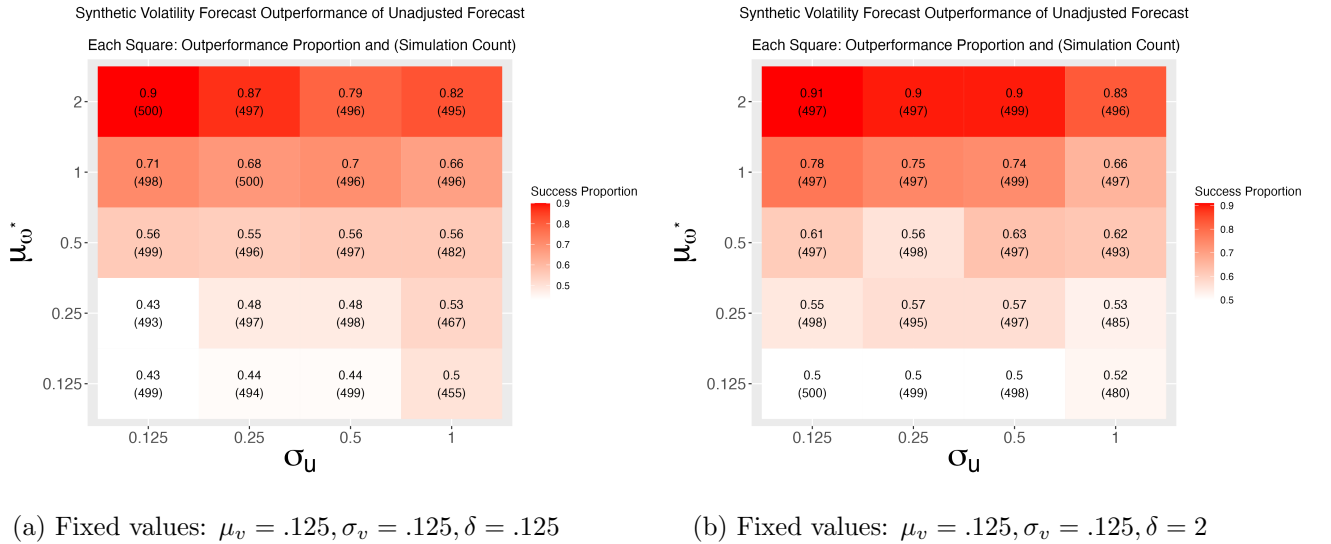 Synthetic Volatility Forecast Outperformance of Unadjusted Forecast
Each Square: Outperformance Proportion and (Simulation Count)
2
0.9 0.87 0.79 0.82
(500) (497) (496) (495)
1
0.71 0.68 0.7 0.66
(498) (500) (496) (496)
0.5
0.56 0.55 0.56 0.56
(499) (496) (497) (482)
0.25
0.43 0.48 0.48 0.53
(493) (497) (498) (467)
0.125
0.43 0.44 0.44 0.5
(499) (494) (499) (455)
0.125 0.25 0.5 1
σu
μω*
Success Proportion
0.9
0.8
0.7
0.6
0.5
(a) Fixed values: μv = .125, σv = .125, δ = .125
Synthetic Volatility Forecast Outperformance of Unadjusted Forecast
Each Square: Outperformance Proportion and (Simulation Count)
2
0.91 0.9 0.9 0.83
(497) (497) (499) (496)
1
0.78 0.75 0.74 0.66
(497) (497) (499) (497)
0.5
0.61 0.56 0.63 0.62
(497) (498) (497) (493)
0.25
0.55 0.57 0.57 0.53
(498) (495) (497) (485)
0.125
0.5 0.5 0.5 0.52
(500) (499) (498) (480)
0.125 0.25 0.5 1
σu
μω*
Success Proportion
0.9
0.8
0.7
0.6
0.5
(b) Fixed values: μv = .125, σv = .125, δ = 2